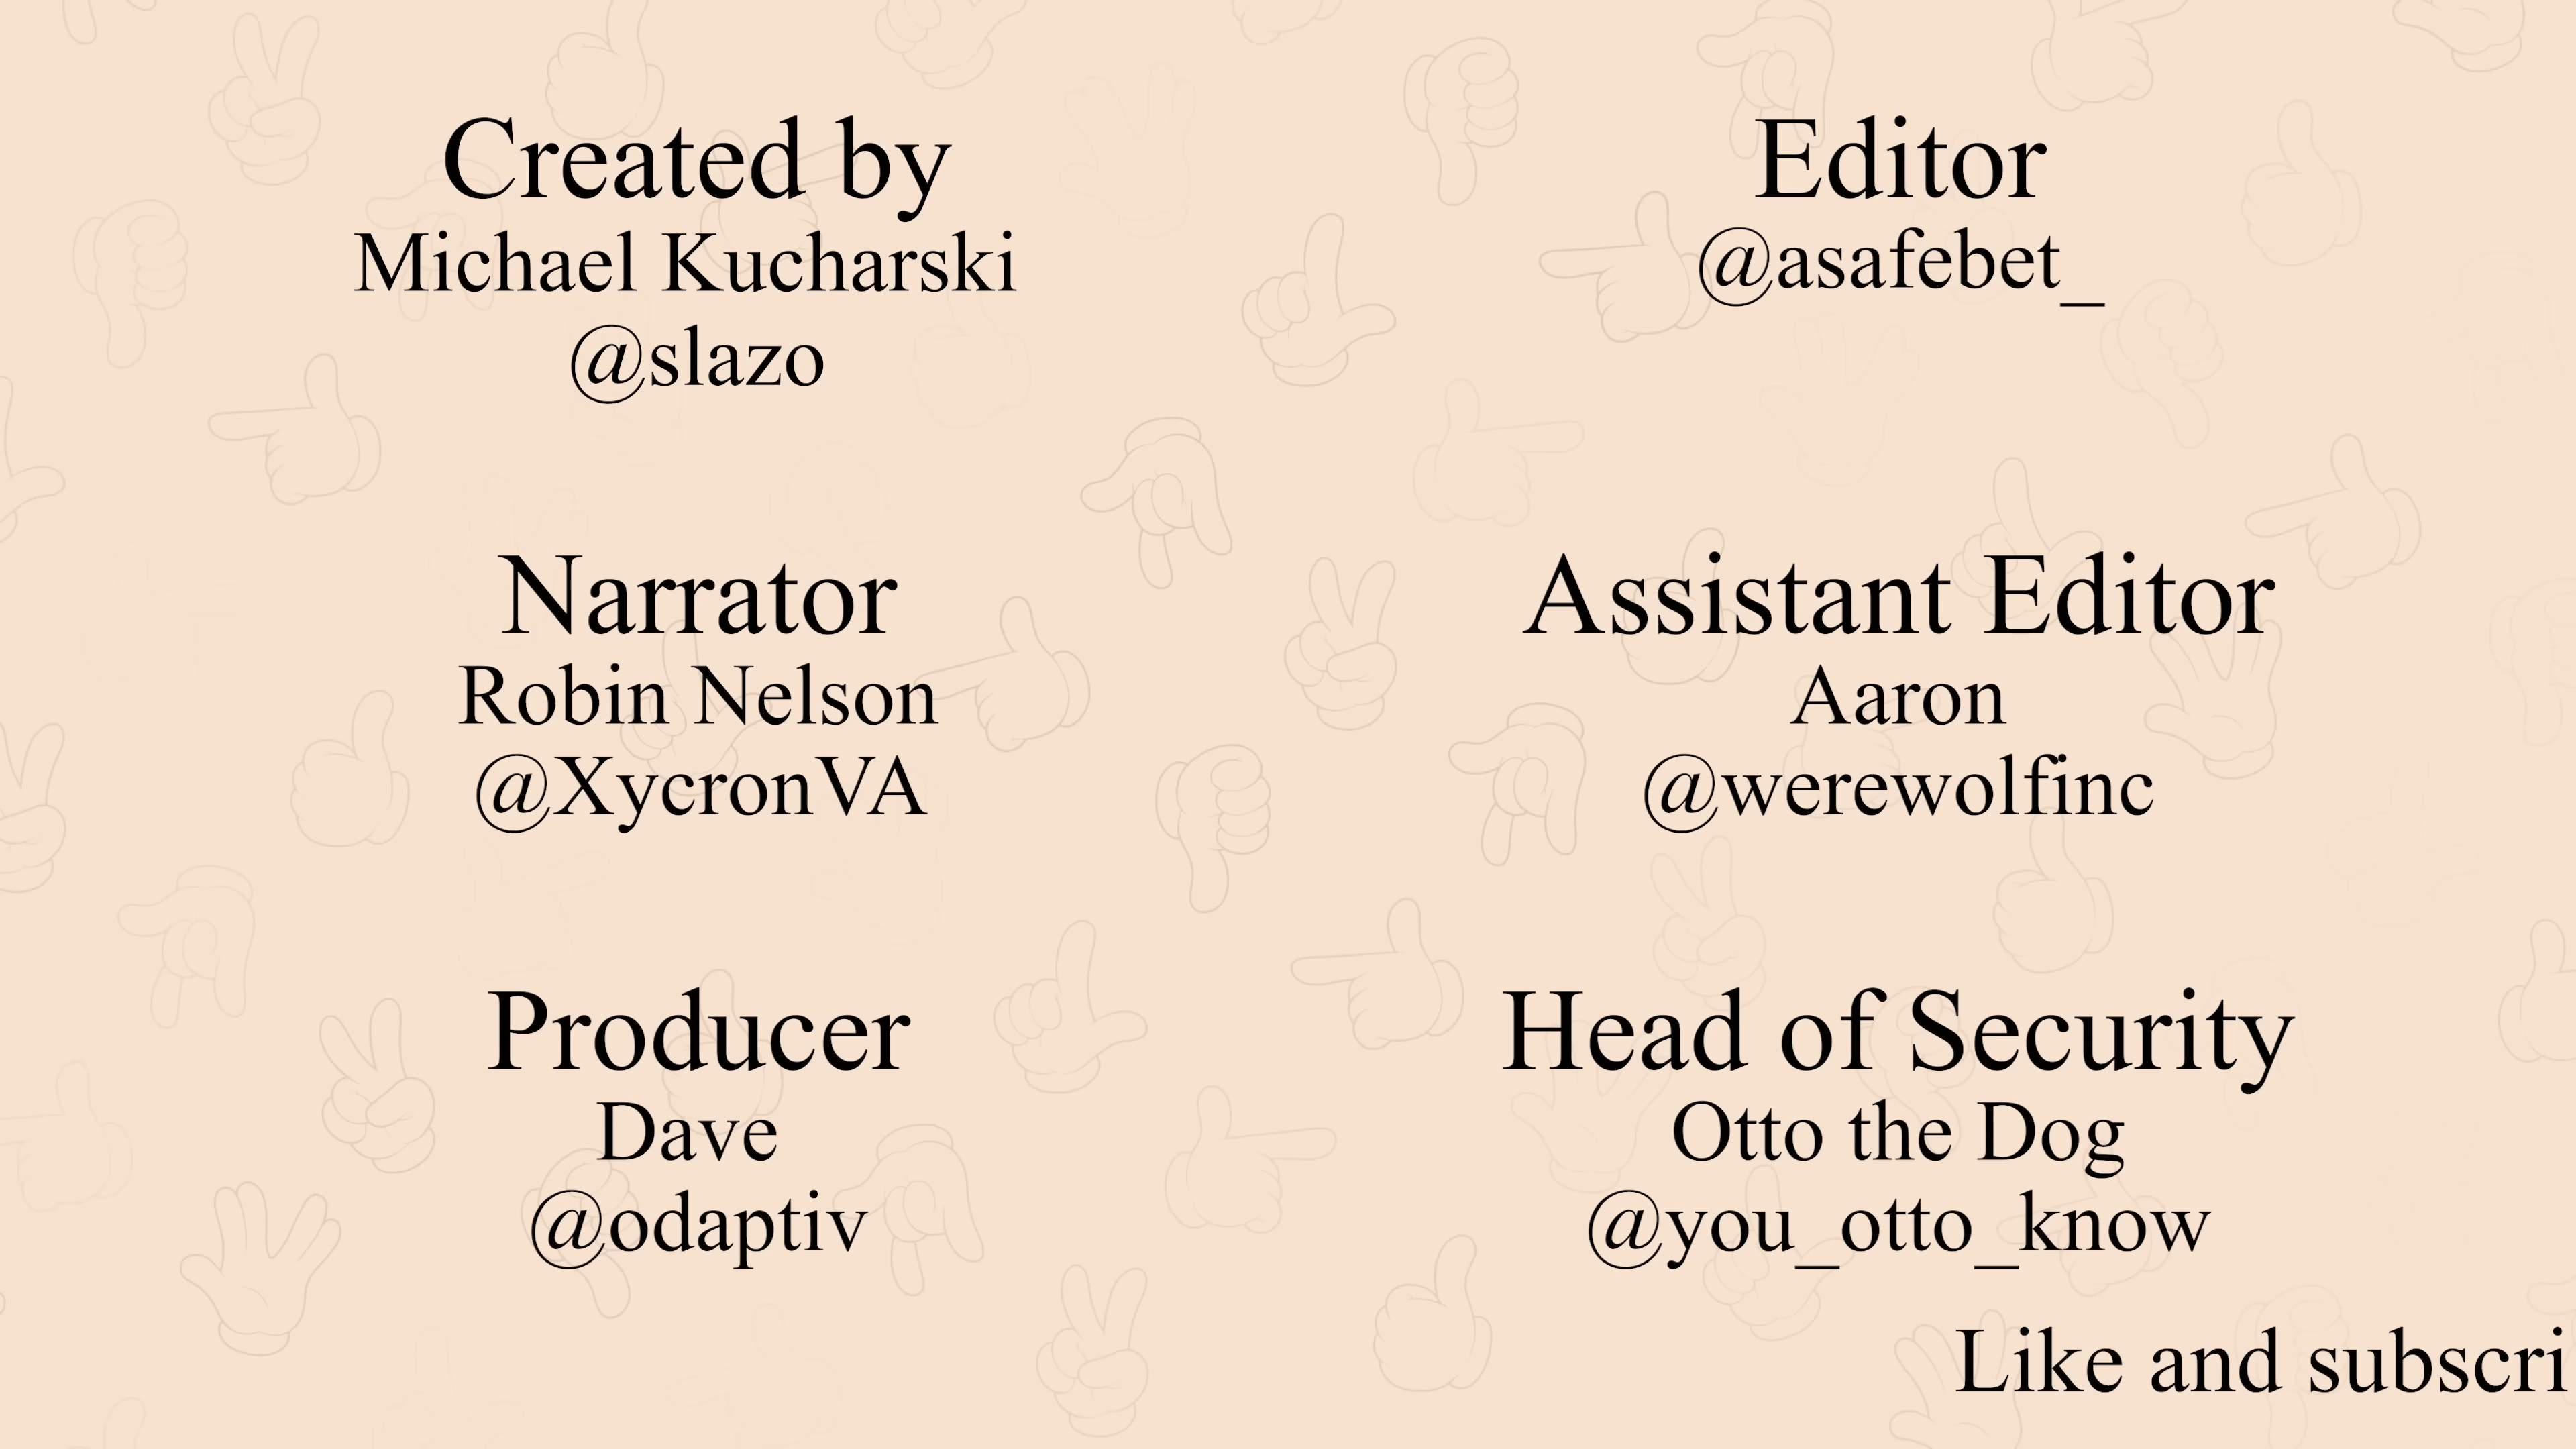 Created by
Michael Kucharski
@slazo
Editor
@asafebet_
Narrator
Robin Nelson
@XycronVA
Assistant Editor
Aaron
@werewolfinc
Producer
Dave
@odaptiv
Head of Security
Otto the Dog
@you_otto_know
Like and subscri